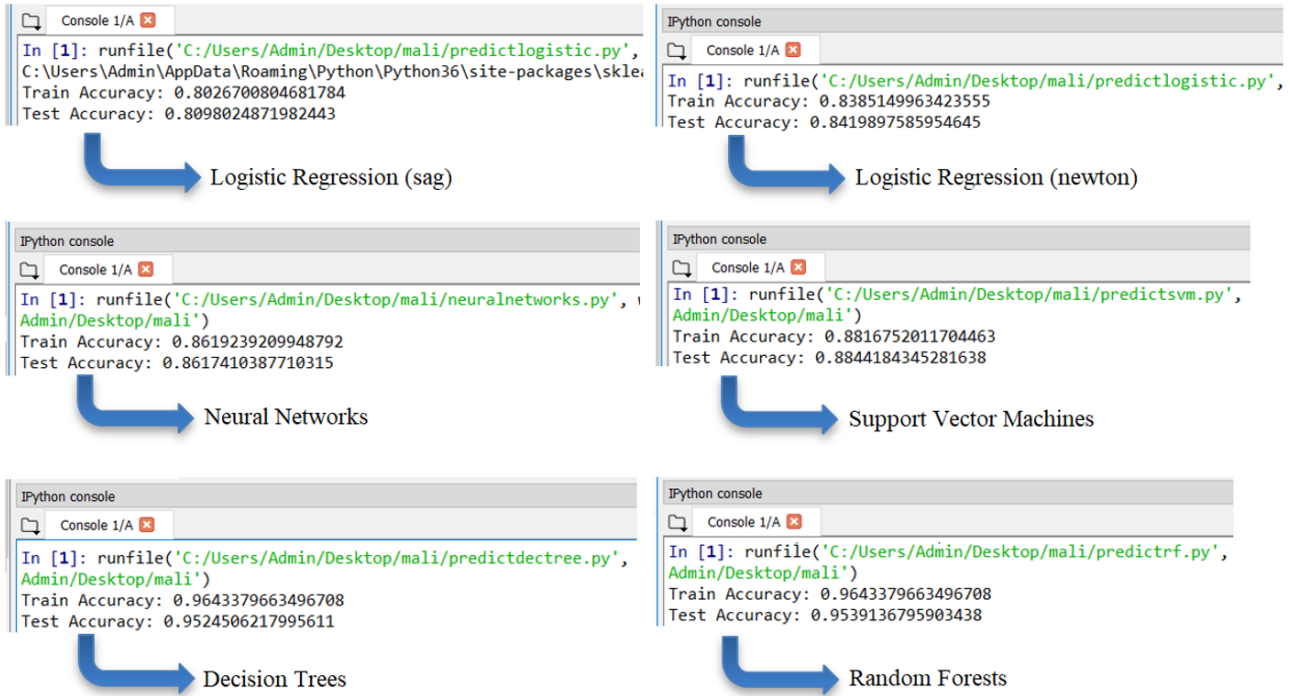 Console 1/A
In [1]: runfile('C:/Users/Admin/Desktop/mali/predictlogistic.py',
C:\Users\Admin\AppData\Roaming\Python\Python36\site-packages\sklea
Train Accuracy: 0.8026700804681784
Test Accuracy: 0.8098024871982443
Logistic Regression (sag)
IPython console
Console 1/A
In [1]: runfile('C:/Users/Admin/Desktop/mali/predictlogistic.py',
Train Accuracy: 0.8385149963423555
Test Accuracy: 0.8419897585954645
Logistic Regression (newton)
IPython console
Console 1/A
In [1]: runfile('C:/Users/Admin/Desktop/mali/neuralnetworks.py',
Admin/Desktop/mali')
Train Accuracy: 0.8619239209948792
Test Accuracy: 0.8617410387710315
Neural Networks
IPython console
Console 1/A
In [1]: runfile('C:/Users/Admin/Desktop/mali/predictsvm.py',
Admin/Desktop/mali')
Train Accuracy: 0.8816752011704463
Test Accuracy: 0.8844184345281638
Support Vector Machines
IPython console
Console 1/A
In [1]: runfile('C:/Users/Admin/Desktop/mali/predictdectree.py',
Admin/Desktop/mali')
Train Accuracy: 0.9643379663496708
Test Accuracy: 0.9524506217995611
Decision Trees
IPython console
Console 1/A
In [1]: runfile('C:/Users/Admin/Desktop/mali/predictrf.py',
Admin/Desktop/mali')
Train Accuracy: 0.9643379663496708
Test Accuracy: 0.9539136795903438
Random Forests